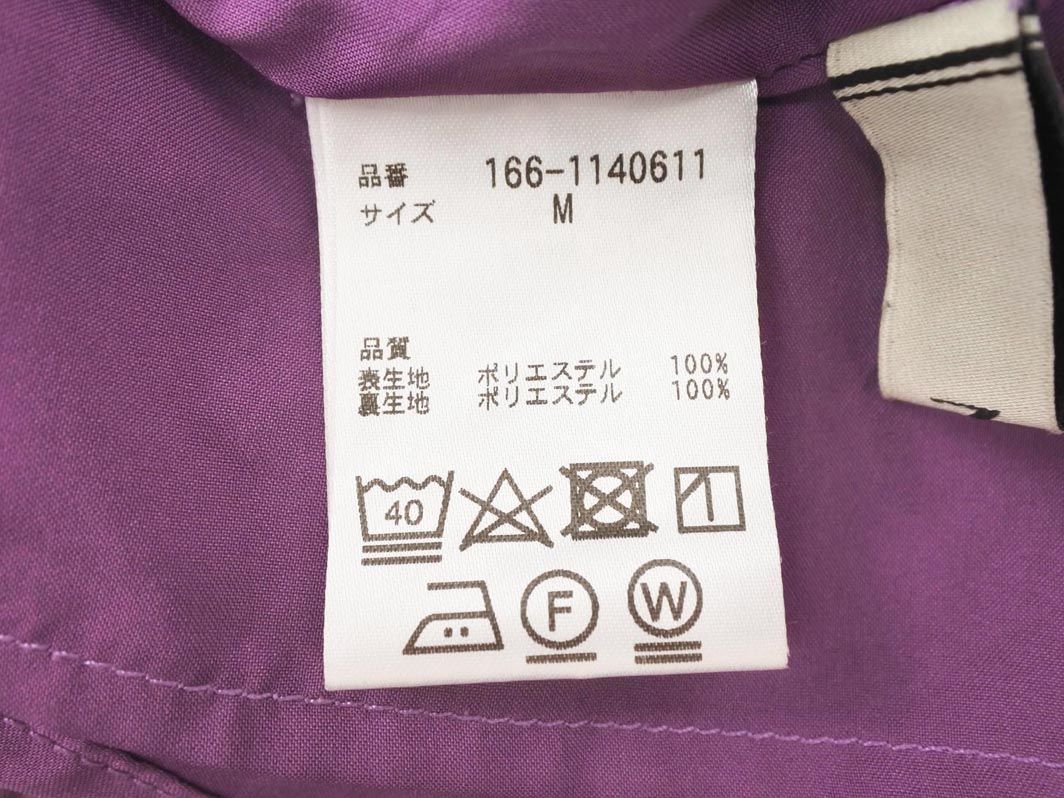 品番 166-1140611
サイズ M
品質
表生地 ポリエステル 100%
裏生地 ポリエステル 100%
40
F W